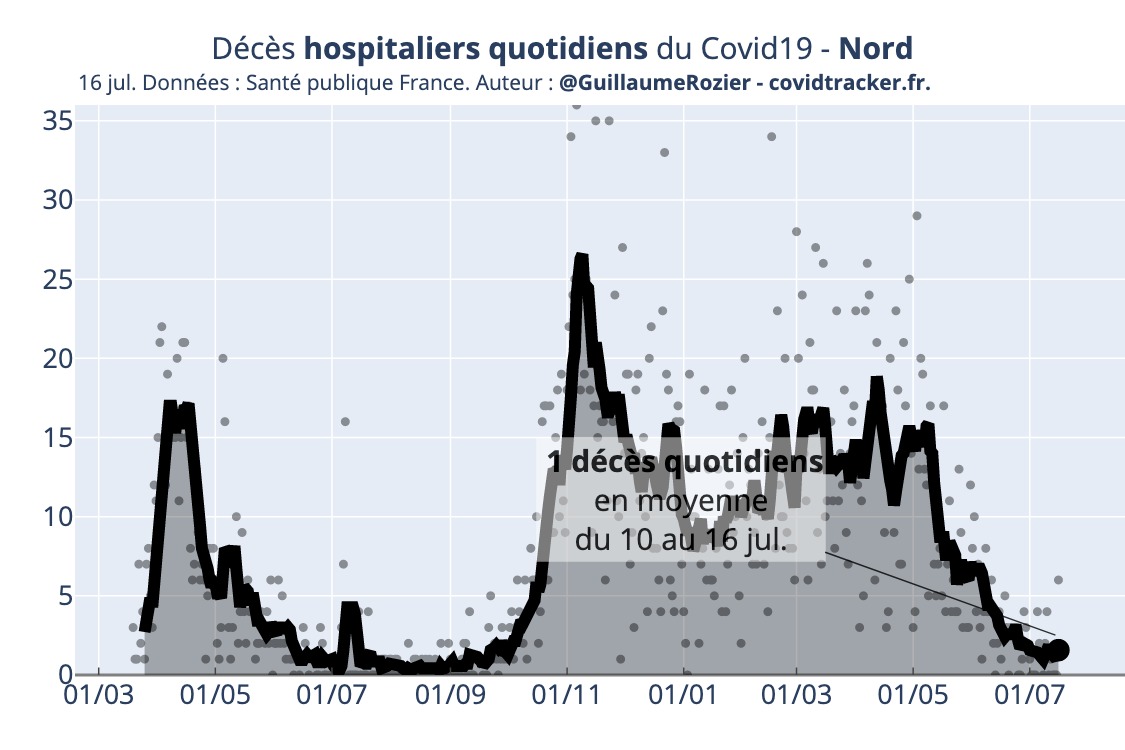 Décès hospitaliers quotidiens du Covid19 - Nord
16 jul. Données : Santé publique France. Auteur : @GuillaumeRozier - covidtracker.fr.
35
30
25
20
15
10
5
0
1 décès quotidiens
en moyenne
du 10 au 16 jul.
01/03 01/05 01/07 01/09 01/11 01/01 01/03 01/05 01/07